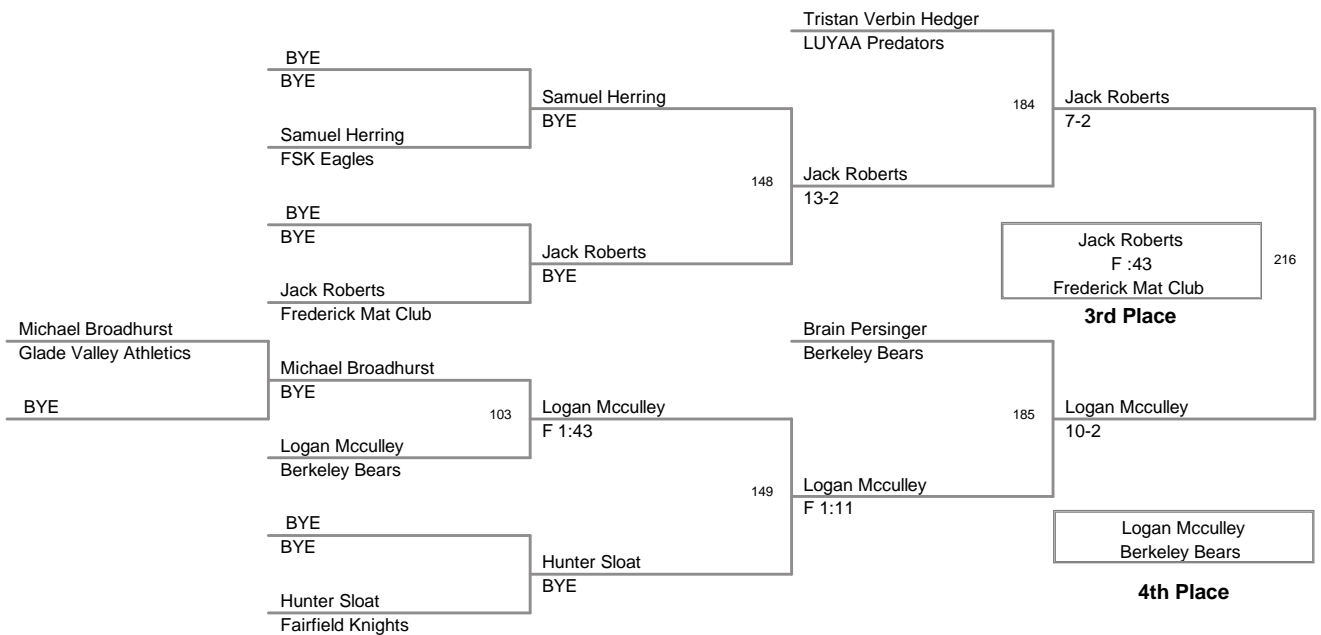 Tristan Verbin Hedger
LUYAA Predators
BYE
BYE
Samuel Herring
BYE
184
Jack Roberts
7-2
Samuel Herring
FSK Eagles
148
Jack Roberts
13-2
BYE
BYE
Jack Roberts
BYE
Jack Roberts
F :43
Frederick Mat Club
216
3rd Place
Jack Roberts
Frederick Mat Club
Michael Broadhurst
Glade Valley Athletics
Brain Persinger
Berkeley Bears
Michael Broadhurst
BYE
BYE
103
Logan Mcculley
F 1:43
185
Logan Mcculley
10-2
Logan Mcculley
Berkeley Bears
149
Logan Mcculley
F 1:11
BYE
BYE
Logan Mcculley
Berkeley Bears
4th Place
Hunter Sloat
BYE
Hunter Sloat
Fairfield Knights